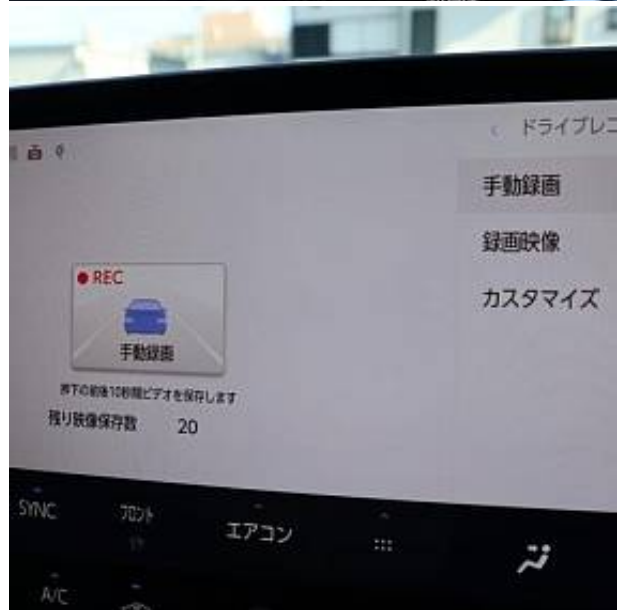 ドライブレコ
手動録画
録画映像
カスタマイズ
REC
手動録画
押下の前後10秒間ビデオを保存します
残り映像保存数 20
SYNC
フロント
エアコン
A/C